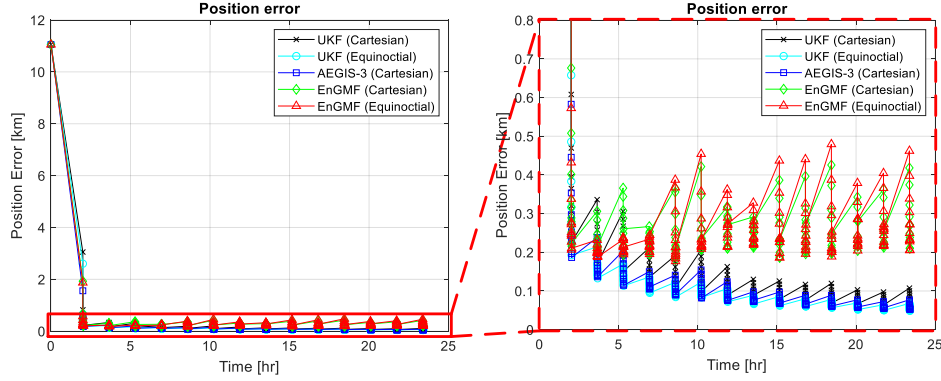 Position error
Position Error [km]
12
10
8
6
4
2
0
0 5 10 15 20 25
Time [hr]
UKF (Cartesian)
UKF (Equinoctial)
AEGIS-3 (Cartesian)
EnGMF (Cartesian)
EnGMF (Equinoctial)
Position error
Position Error [km]
0.8
0.7
0.6
0.5
0.4
0.3
0.2
0.1
0
0 5 10 15 20 25
Time [hr]
UKF (Cartesian)
UKF (Equinoctial)
AEGIS-3 (Cartesian)
EnGMF (Cartesian)
EnGMF (Equinoctial)